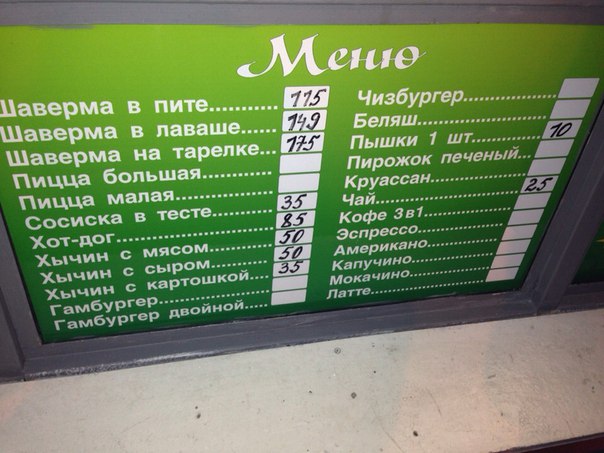 Меню
Шаверма в пите........... 115
Шаверма в лаваше..... 149
Шаверма на тарелке... 175
Пицца большая............
Пицца малая................
Сосиска в тесте........... 35
Хот-дог........................ 85
Хычин с мясом............ 50
Хычин с сыром............ 50
Хычин с картошкой..... 35
Гамбургер....................
Гамбургер двойной......
Чизбургер...................
Беляш.........................
Пышки 1 шт................ 10
Пирожок печеный...
Круассан.....................
Чай............................. 25
Кофе 3в1....................
Эспрессо....................
Американо..................
Капучино....................
Мокачино....................
Латте..........................